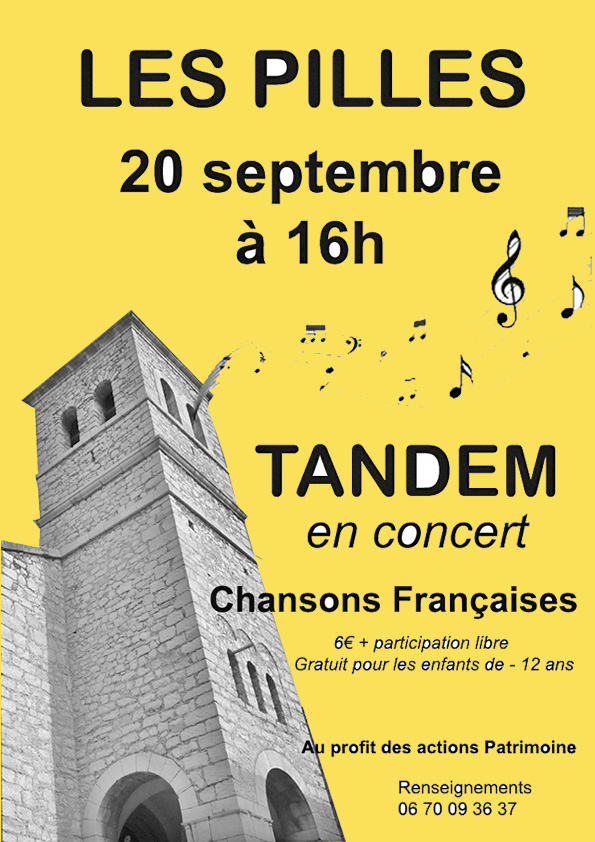 LES PILLES
20 septembre
à 16h
TANDEM
en concert
Chansons Françaises
6€ + participation libre
Gratuit pour les enfants de - 12 ans
Au profit des actions Patrimoine
Renseignements
06 70 09 36 37